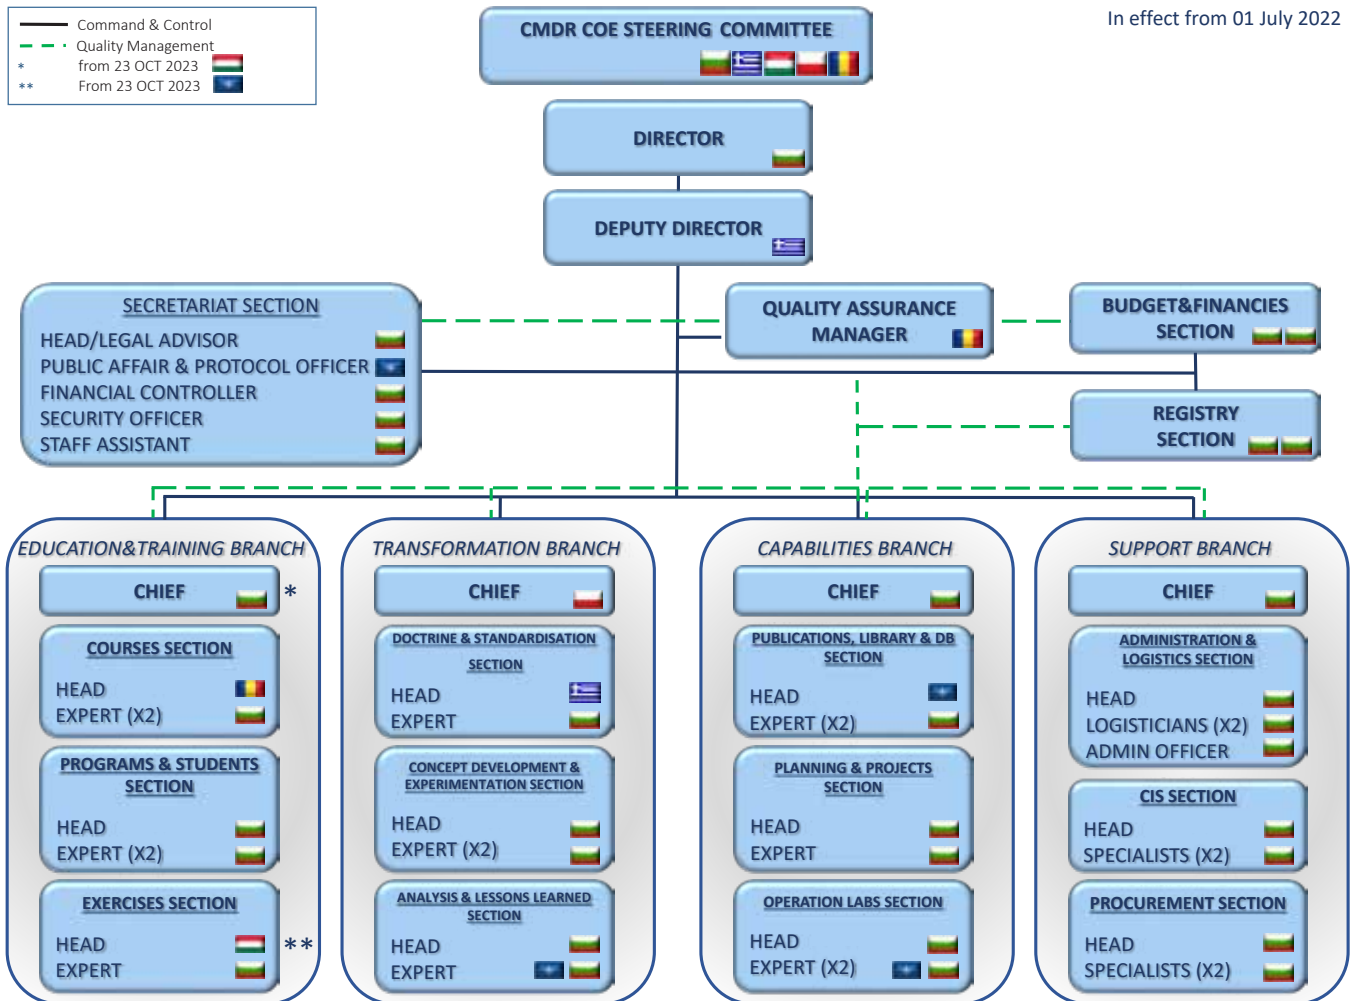 Command & Control
Quality Management
* from 23 OCT 2023
** From 23 OCT 2023
CMDR COE STEERING COMMITTEE
In effect from 01 July 2022
DIRECTOR
DEPUTY DIRECTOR
SECRETARIAT SECTION
HEAD/LEGAL ADVISOR
PUBLIC AFFAIR & PROTOCOL OFFICER
FINANCIAL CONTROLLER
SECURITY OFFICER
STAFF ASSISTANT
QUALITY ASSURANCE
MANAGER
BUDGET&FINANCIES
SECTION
REGISTRY
SECTION
EDUCATION&TRAINING BRANCH
CHIEF *
COURSES SECTION
HEAD
EXPERT (X2)
PROGRAMS & STUDENTS
SECTION
HEAD
EXPERT (X2)
EXERCISES SECTION
HEAD **
EXPERT
TRANSFORMATION BRANCH
CHIEF
DOCTRINE & STANDARDISATION
SECTION
HEAD
EXPERT
CONCEPT DEVELOPMENT &
EXPERIMENTATION SECTION
HEAD
EXPERT (X2)
ANALYSIS & LESSONS LEARNED
SECTION
HEAD
EXPERT
CAPABILITIES BRANCH
CHIEF
PUBLICATIONS, LIBRARY & DB
SECTION
HEAD
EXPERT (X2)
PLANNING & PROJECTS
SECTION
HEAD
EXPERT
OPERATION LABS SECTION
HEAD
EXPERT (X2)
SUPPORT BRANCH
CHIEF
ADMINISTRATION &
LOGISTICS SECTION
HEAD
LOGISTICIANS (X2)
ADMIN OFFICER
CIS SECTION
HEAD
SPECIALISTS (X2)
PROCUREMENT SECTION
HEAD
SPECIALISTS (X2)